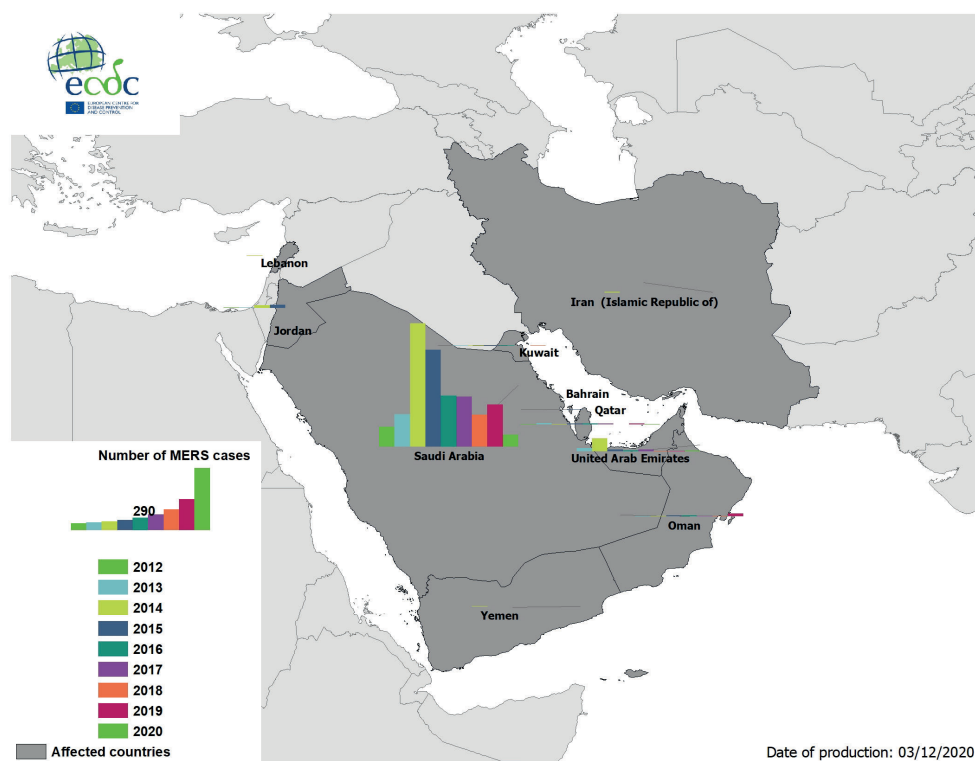 ecdc
EUROPEAN CENTRE FOR
DISEASE PREVENTION
AND CONTROL
Lebanon
Iran (Islamic Republic of)
Jordan
Kuwait
Bahrain
Qatar
Saudi Arabia
United Arab Emirates
Oman
Yemen
Number of MERS cases
290
2012
2013
2014
2015
2016
2017
2018
2019
2020
Affected countries
Date of production: 03/12/2020